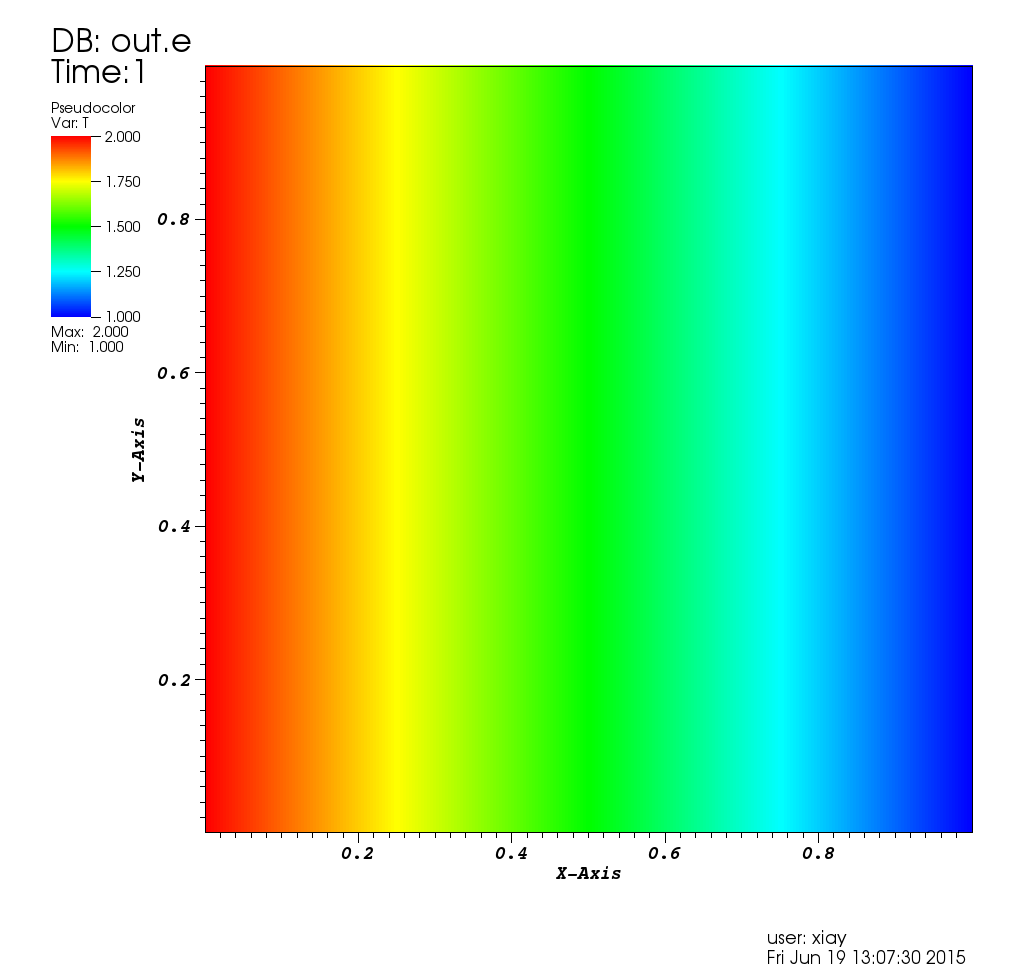 DB: out.e
Time:1
Pseudocolor
Var: T
2.000
1.750
1.500
1.250
1.000
Max: 2.000
Min: 1.000
0.8
0.6
0.4
0.2
Y-Axis
0.2 0.4 0.6 0.8
X-Axis
user: xiay
Fri Jun 19 13:07:30 2015